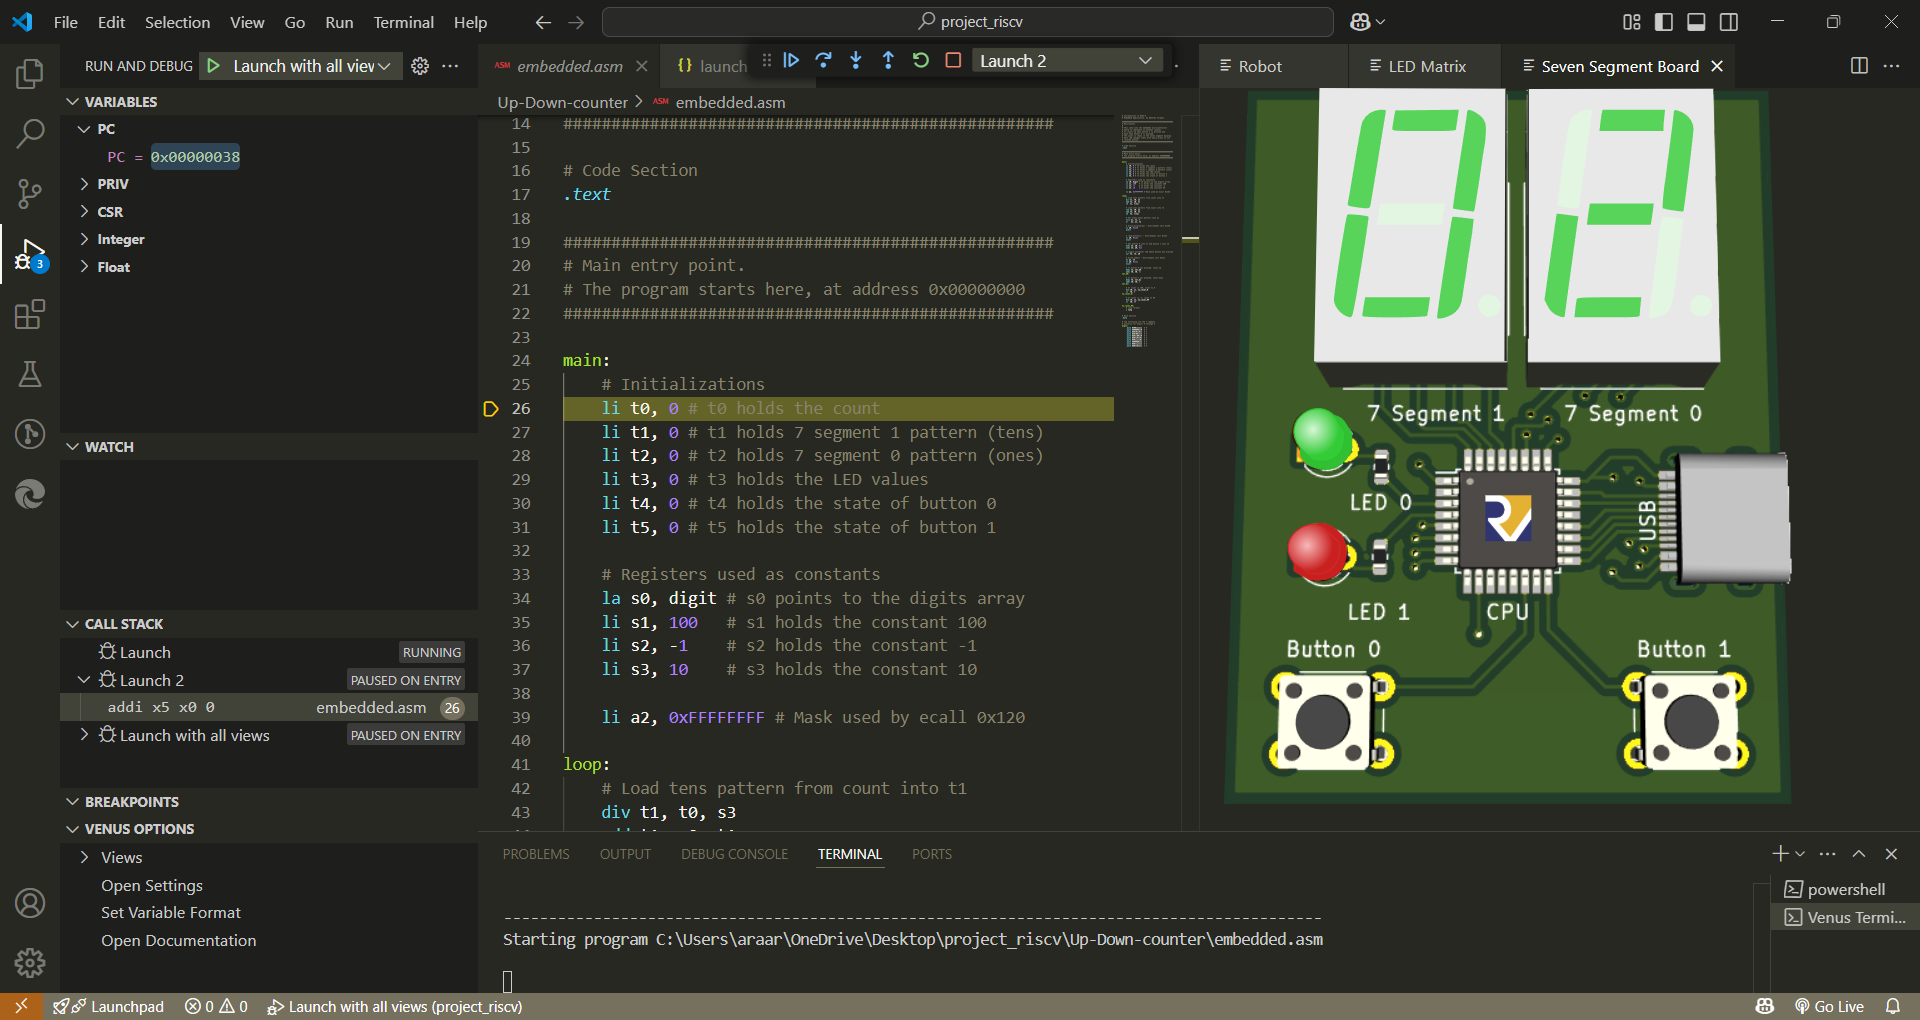 File Edit Selection View Go Run Terminal Help
project_riscv
RUN AND DEBUG
Launch with all view
Launch 2
ASM embedded.asm
{} launch
Robot
LED Matrix
Seven Segment Board
VARIABLES
PC
PC = 0x00000038
PRIV
CSR
Integer
Float
3
WATCH
CALL STACK
Launch RUNNING
Launch 2 PAUSED ON ENTRY
addi x5 x0 0 embedded.asm 26
Launch with all views PAUSED ON ENTRY
BREAKPOINTS
VENUS OPTIONS
Views
Open Settings
Set Variable Format
Open Documentation
Up-Down-counter > ASM embedded.asm
14 ###################################################
15
16 # Code Section
17 .text
18
19 ###################################################
20 # Main entry point.
21 # The program starts here, at address 0x00000000
22 ###################################################
23
24 main:
25 # Initializations
26 li t0, 0 # t0 holds the count
27 li t1, 0 # t1 holds 7 segment 1 pattern (tens)
28 li t2, 0 # t2 holds 7 segment 0 pattern (ones)
29 li t3, 0 # t3 holds the LED values
30 li t4, 0 # t4 holds the state of button 0
31 li t5, 0 # t5 holds the state of button 1
32
33 # Registers used as constants
34 la s0, digit # s0 points to the digits array
35 li s1, 100 # s1 holds the constant 100
36 li s2, -1 # s2 holds the constant -1
37 li s3, 10 # s3 holds the constant 10
38
39 li a2, 0xFFFFFFFF # Mask used by ecall 0x120
40
41 loop:
42 # Load tens pattern from count into t1
43 div t1, t0, s3
02
7 Segment 1
7 Segment 0
LED 0
USB
LED 1
CPU
Button 0
Button 1
PROBLEMS OUTPUT DEBUG CONSOLE TERMINAL PORTS
Starting program C:\Users\araar\OneDrive\Desktop\project_riscv\Up-Down-counter\embedded.asm
powershell
Venus Termi...
Launchpad
0 0
Launch with all views (project_riscv)
Go Live